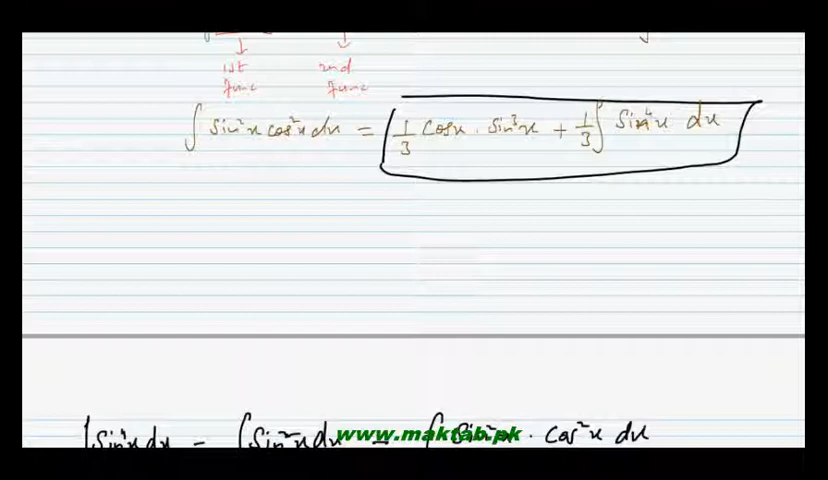 1st 2nd
func func
∫ Sin²x cos²x dx = 1/3 Cosx · Sin³x + 1/3 ∫ Sin⁴x dx
∫ Sin⁴x dx = ∫ Sin²x dx = ∫ Sin²x · Cos²x dx
www.maktab.pk